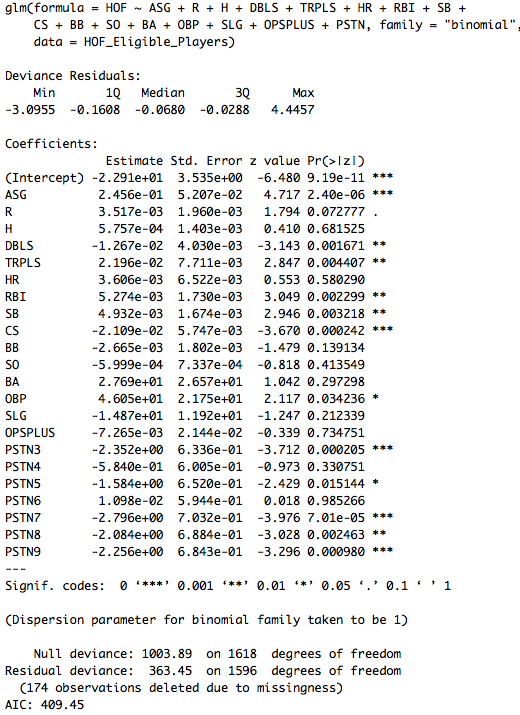 glm(formula = HOF ~ ASG + R + H + DBLS + TRPLS + HR + RBI + SB +
CS + BB + SO + BA + OBP + SLG + OPSPLUS + PSTN, family = "binomial",
data = HOF_Eligible_Players)
Deviance Residuals:
Min 1Q Median 3Q Max
-3.0955 -0.1608 -0.0680 -0.0288 4.4457
Coefficients:
Estimate Std. Error z value Pr(>|z|)
(Intercept) -2.291e+01 3.535e+00 -6.480 9.19e-11 ***
ASG 2.456e-01 5.207e-02 4.717 2.40e-06 ***
R 3.517e-03 1.960e-03 1.794 0.072777 .
H 5.757e-04 1.403e-03 0.410 0.681525
DBLS -1.267e-02 4.030e-03 -3.143 0.001671 **
TRPLS 2.196e-02 7.711e-03 2.847 0.004407 **
HR 3.606e-03 6.522e-03 0.553 0.580290
RBI 5.274e-03 1.730e-03 3.049 0.002299 **
SB 4.932e-03 1.674e-03 2.946 0.003218 **
CS -2.109e-02 5.747e-03 -3.670 0.000242 ***
BB -2.665e-03 1.802e-03 -1.479 0.139134
SO -5.999e-04 7.337e-04 -0.818 0.413549
BA 2.769e+01 2.657e+01 1.042 0.297298
OBP 4.605e+01 2.175e+01 2.117 0.034236 *
SLG -1.487e+01 1.192e+01 -1.247 0.212339
OPSPLUS -7.265e-03 2.144e-02 -0.339 0.734751
PSTN3 -2.352e+00 6.336e-01 -3.712 0.000205 ***
PSTN4 -5.840e-01 6.005e-01 -0.973 0.330751
PSTN5 -1.584e+00 6.520e-01 -2.429 0.015144 *
PSTN6 1.098e-02 5.944e-01 0.018 0.985266
PSTN7 -2.796e+00 7.032e-01 -3.976 7.01e-05 ***
PSTN8 -2.084e+00 6.884e-01 -3.028 0.002463 **
PSTN9 -2.256e+00 6.843e-01 -3.296 0.000980 ***
---
Signif. codes: 0 ‘***’ 0.001 ‘**’ 0.01 ‘*’ 0.05 ‘.’ 0.1 ‘ ’ 1
(Dispersion parameter for binomial family taken to be 1)
Null deviance: 1003.89 on 1618 degrees of freedom
Residual deviance: 363.45 on 1596 degrees of freedom
(174 observations deleted due to missingness)
AIC: 409.45